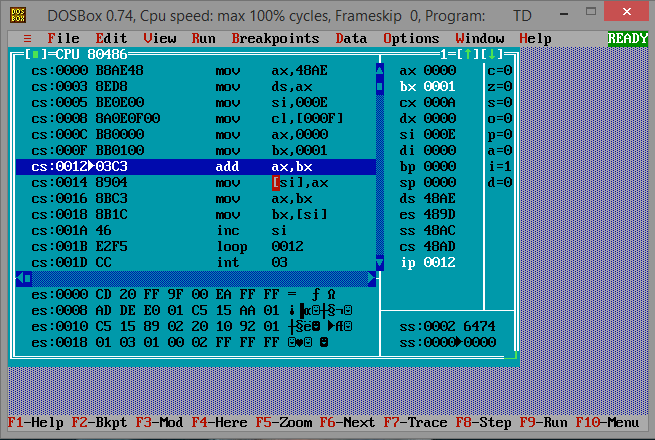 DOSBox 0.74, Cpu speed: max 100% cycles, Frameskip 0, Program: TD
≡ File Edit View Run Breakpoints Data Options Window Help READY
[■]=CPU 80486 1=[↑][↓]
cs:0000 B8AE48 mov ax,48AE ax 0000 c=0
cs:0003 8ED8 mov ds,ax bx 0001 z=0
cs:0005 BE0E00 mov si,000E cx 000A s=0
cs:0008 8A0E0F00 mov cl,[000F] dx 0000 o=0
cs:000C B80000 mov ax,0000 si 000E p=0
cs:000F BB0100 mov bx,0001 di 0000 a=0
cs:0012►03C3 add ax,bx bp 0000 i=1
cs:0014 8904 mov [si],ax sp 0000 d=0
cs:0016 8BC3 mov ax,bx ds 48AE
cs:0018 8B1C mov bx,[si] es 489D
cs:001A 46 inc si ss 48AC
cs:001B E2F5 loop 0012 cs 48AD
cs:001D CC int 03 ip 0012
es:0000 CD 20 FF 9F 00 EA FF FF = ƒ Ω
es:0008 AD DE E0 01 C5 15 AA 01
es:0010 C5 15 89 02 20 10 92 01
es:0018 01 03 01 00 02 FF FF FF
ss:0002 6474
ss:0000►0000
F1-Help F2-Bkpt F3-Mod F4-Here F5-Zoom F6-Next F7-Trace F8-Step F9-Run F10-Menu